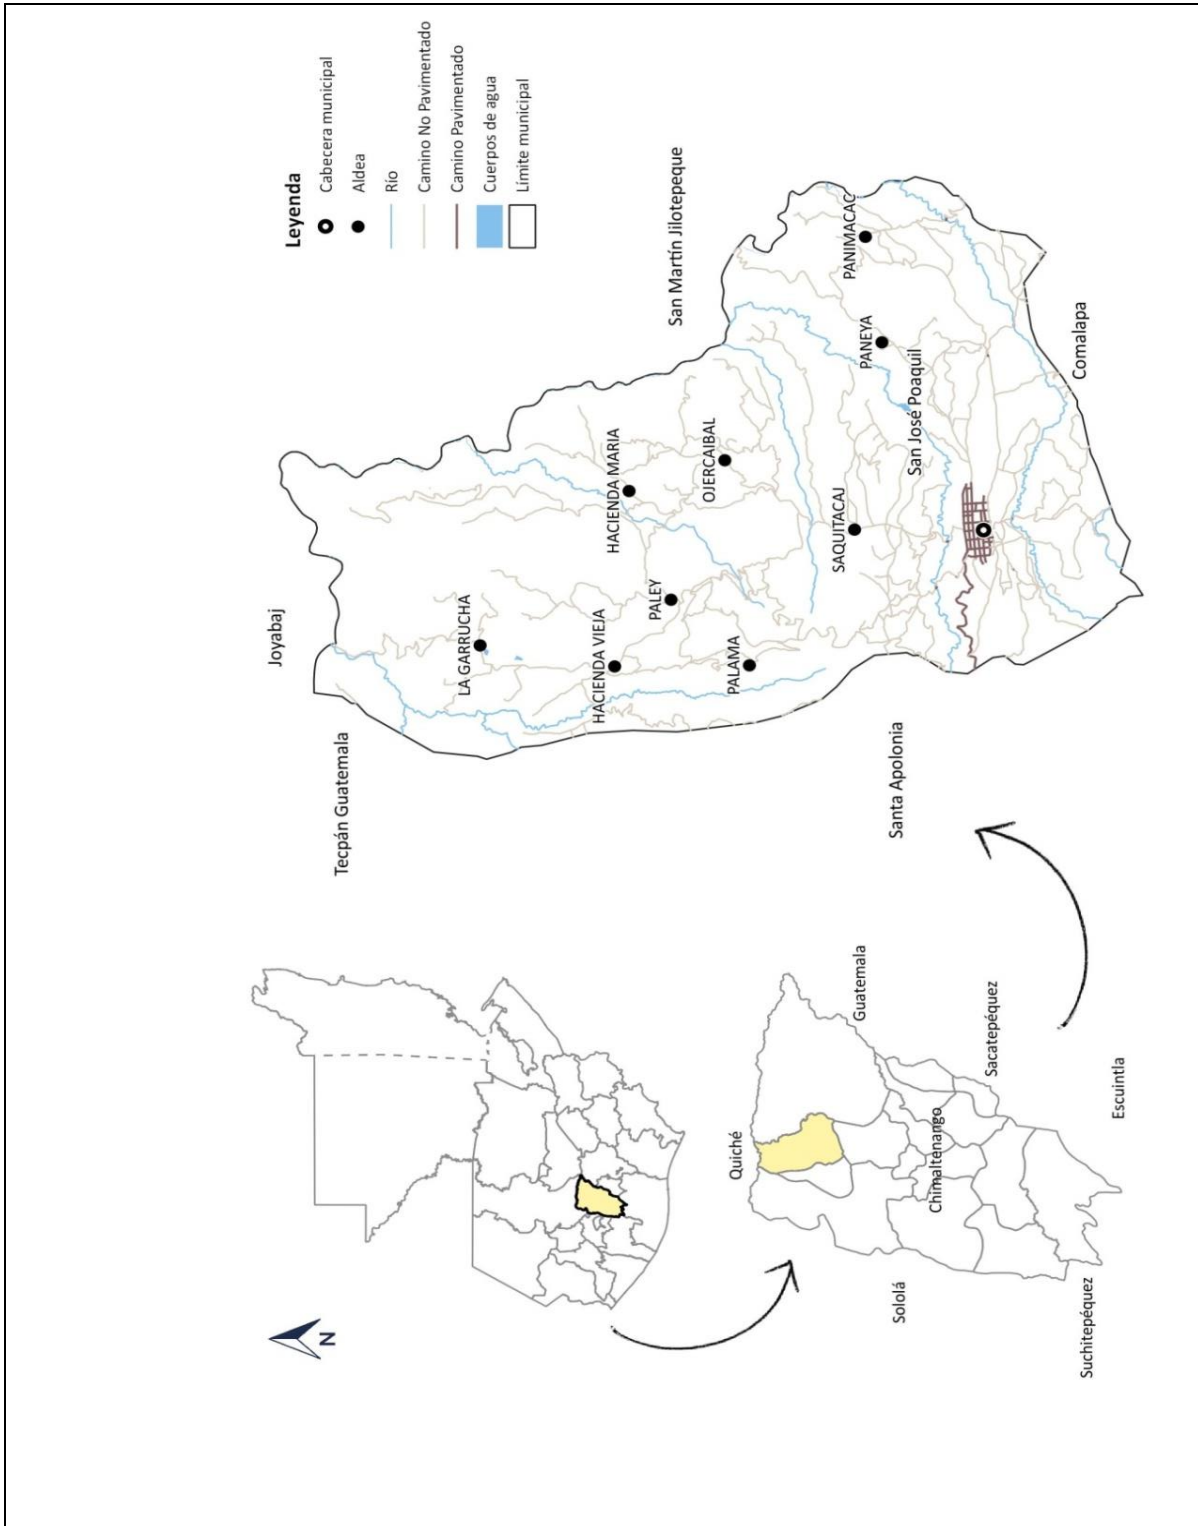 N
Quiché
Guatemala
Sololá
Chimaltenango
Sacatepéquez
Suchitepéquez
Escuintla
Joyabaj
Tecpán Guatemala
San Martín Jilotepeque
Santa Apolonia
Comalapa
LA GARRUCHA
HACIENDA VIEJA
PALEY
HACIENDA MARIA
PALAMA
OJERCAIBAL
SAQUITACAJ
PANEYA
PANIMACAC
San José Poaquil
Leyenda
Cabecera municipal
Aldea
Río
Camino No Pavimentado
Camino Pavimentado
Cuerpos de agua
Límite municipal